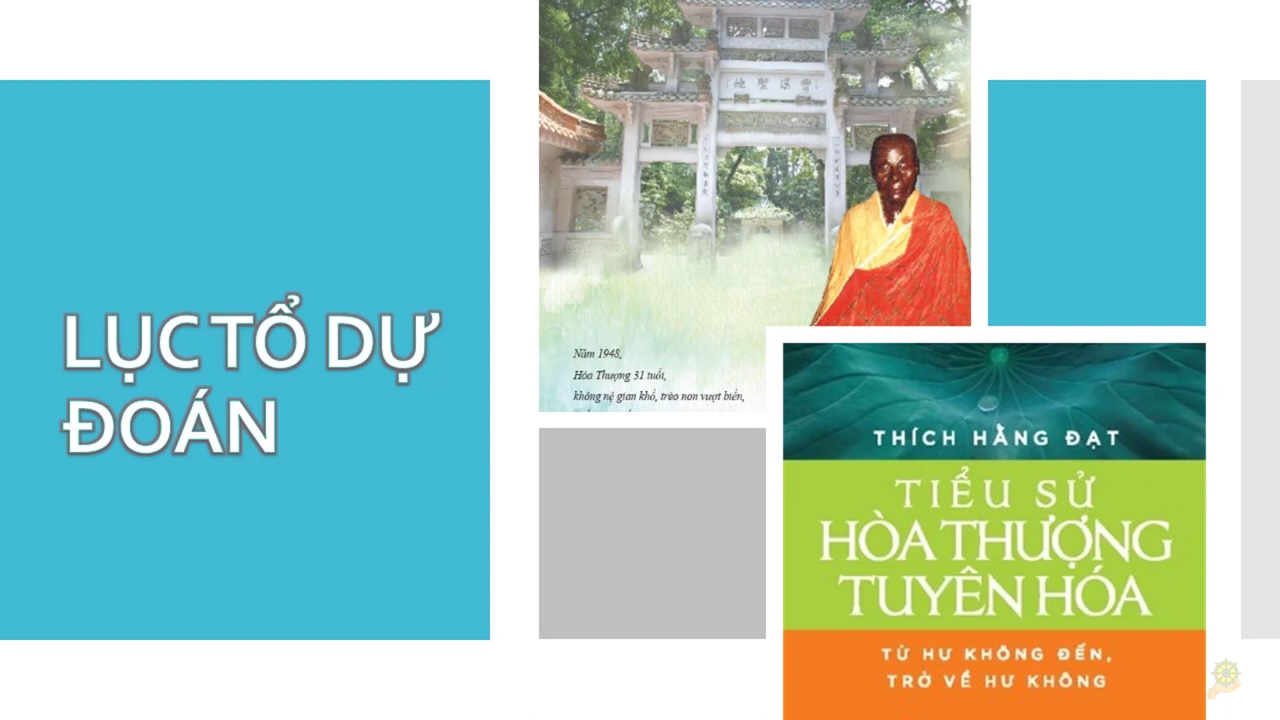 LỤC TỔ DỰ
ĐOÁN
Năm 1948,
Hòa Thượng 31 tuổi,
không nệ gian khổ, trèo non vượt biển,
THÍCH HẰNG ĐẠT
TIỂU SỬ
HÒA THƯỢNG
TUYÊN HÓA
TỪ HƯ KHÔNG ĐẾN,
TRỞ VỀ HƯ KHÔNG